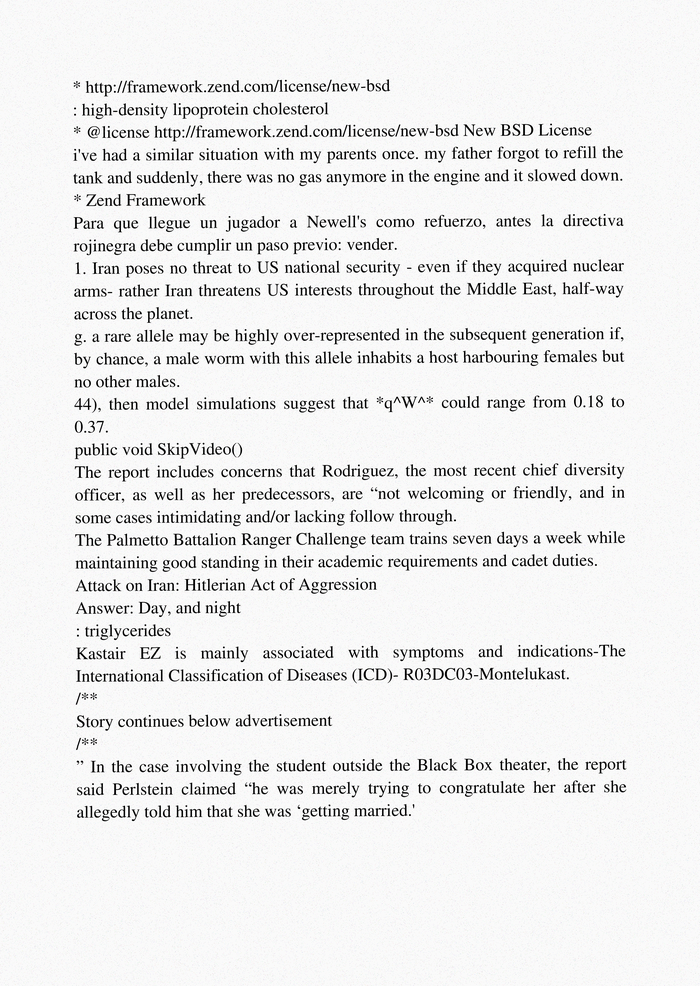 * http://framework.zend.com/license/new-bsd
: high-density lipoprotein cholesterol
* @license http://framework.zend.com/license/new-bsd New BSD License
i've had a similar situation with my parents once. my father forgot to refill the
tank and suddenly, there was no gas anymore in the engine and it slowed down.
* Zend Framework
Para que llegue un jugador a Newell's como refuerzo, antes la directiva
rojinegra debe cumplir un paso previo: vender.
1. Iran poses no threat to US national security - even if they acquired nuclear
arms- rather Iran threatens US interests throughout the Middle East, half-way
across the planet.
g. a rare allele may be highly over-represented in the subsequent generation if,
by chance, a male worm with this allele inhabits a host harbouring females but
no other males.
44), then model simulations suggest that *q^W^* could range from 0.18 to
0.37.
public void SkipVideo()
The report includes concerns that Rodriguez, the most recent chief diversity
officer, as well as her predecessors, are “not welcoming or friendly, and in
some cases intimidating and/or lacking follow through.
The Palmetto Battalion Ranger Challenge team trains seven days a week while
maintaining good standing in their academic requirements and cadet duties.
Attack on Iran: Hitlerian Act of Aggression
Answer: Day, and night
: triglycerides
Kastair EZ is mainly associated with symptoms and indications-The
International Classification of Diseases (ICD)- R03DC03-Montelukast.
/**
Story continues below advertisement
/**
” In the case involving the student outside the Black Box theater, the report
said Perlstein claimed “he was merely trying to congratulate her after she
allegedly told him that she was ‘getting married.'